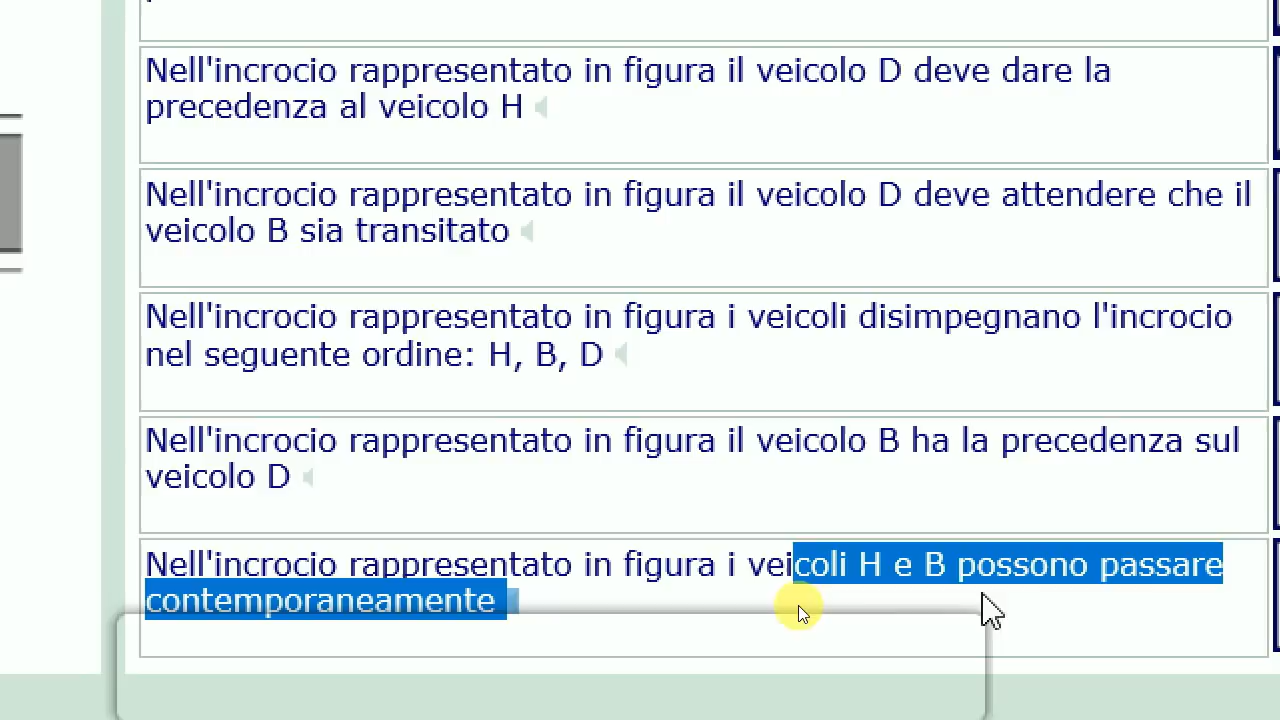 Nell'incrocio rappresentato in figura il veicolo D deve dare la
precedenza al veicolo H
Nell'incrocio rappresentato in figura il veicolo D deve attendere che il
veicolo B sia transitato
Nell'incrocio rappresentato in figura i veicoli disimpegnano l'incrocio
nel seguente ordine: H, B, D
Nell'incrocio rappresentato in figura il veicolo B ha la precedenza sul
veicolo D
Nell'incrocio rappresentato in figura i veicoli H e B possono passare
contemporaneamente